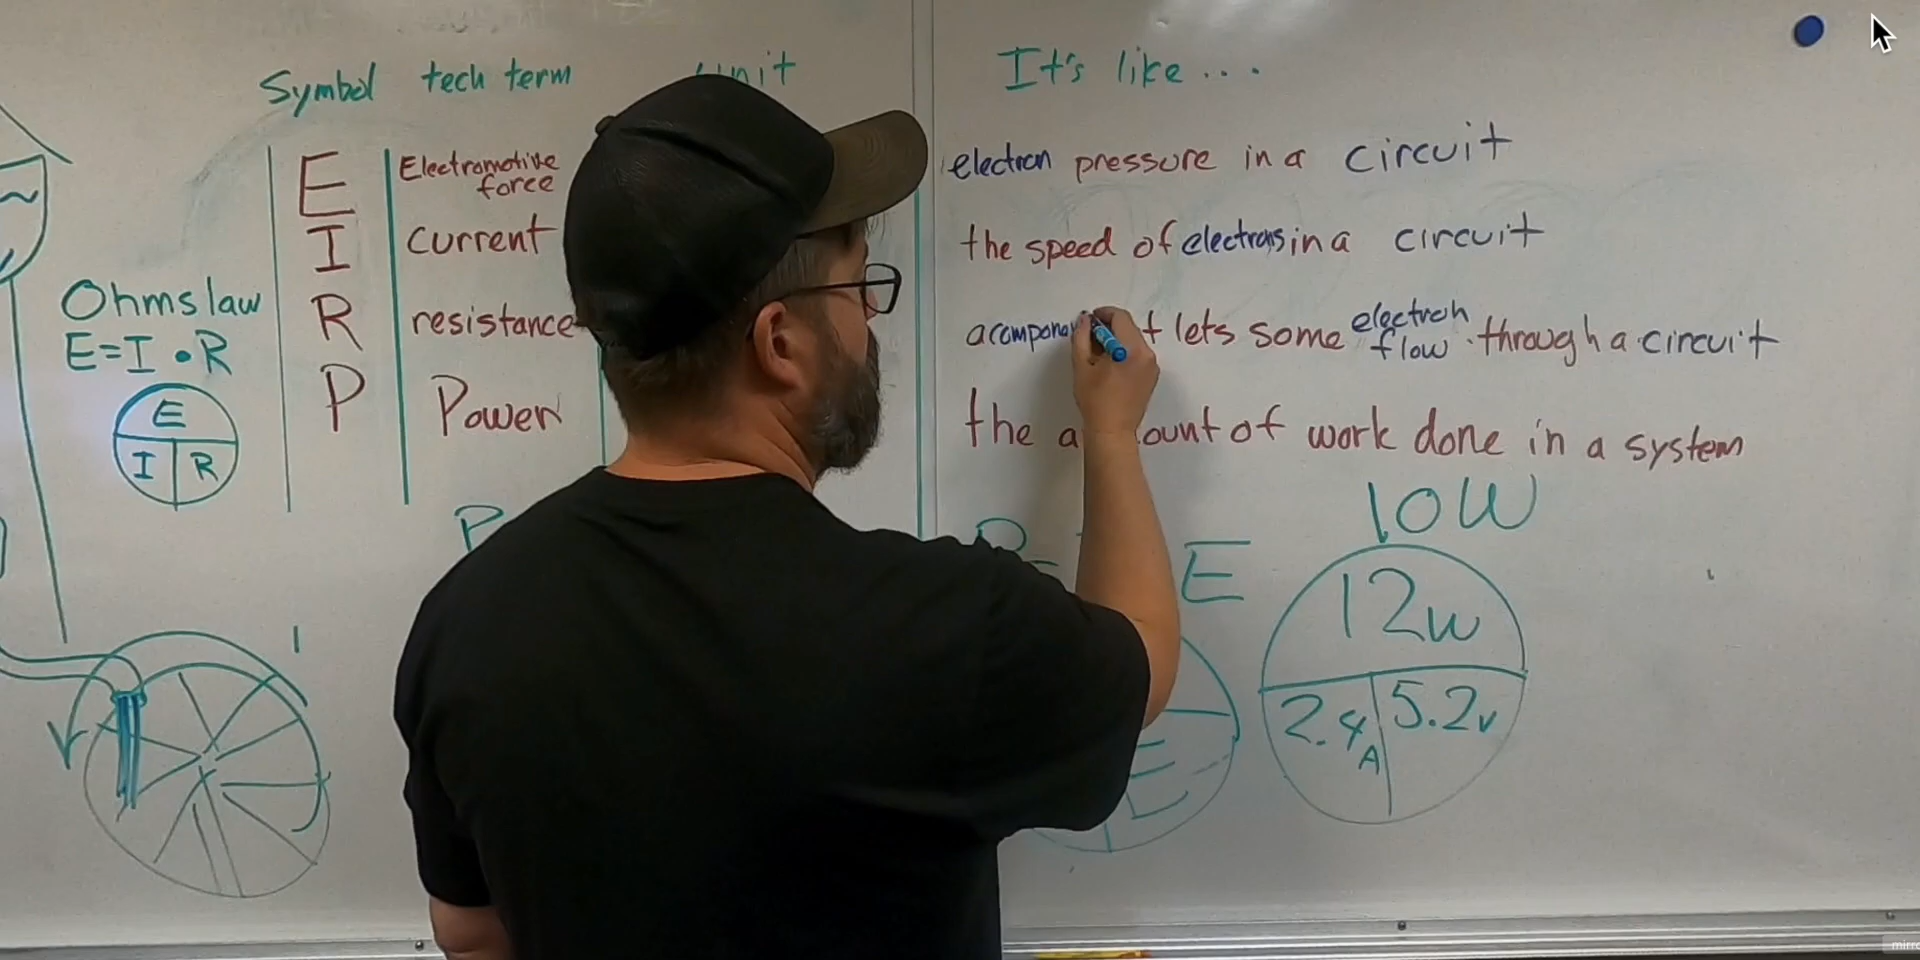 Symbol tech term unit It's like ...
E Electromotive force electron pressure in a circuit
I current the speed of electrons in a circuit
Ohms law
E=I•R
R resistance a t lets some electron flow through a circuit
P Power the a ount of work done in a system
E
I R
10W
P E
12w
2.4A 5.2v
E